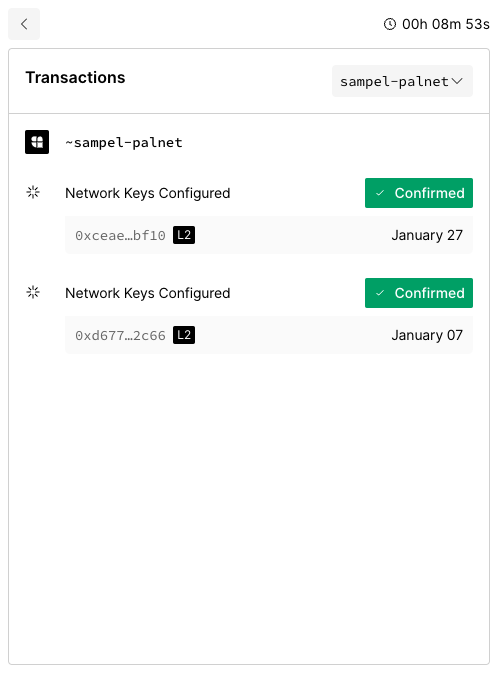 00h 08m 53s
Transactions
sampel-palnet
~sampel-palnet
Network Keys Configured
Confirmed
0xceae…bf10 L2
January 27
Network Keys Configured
Confirmed
0xd677…2c66 L2
January 07